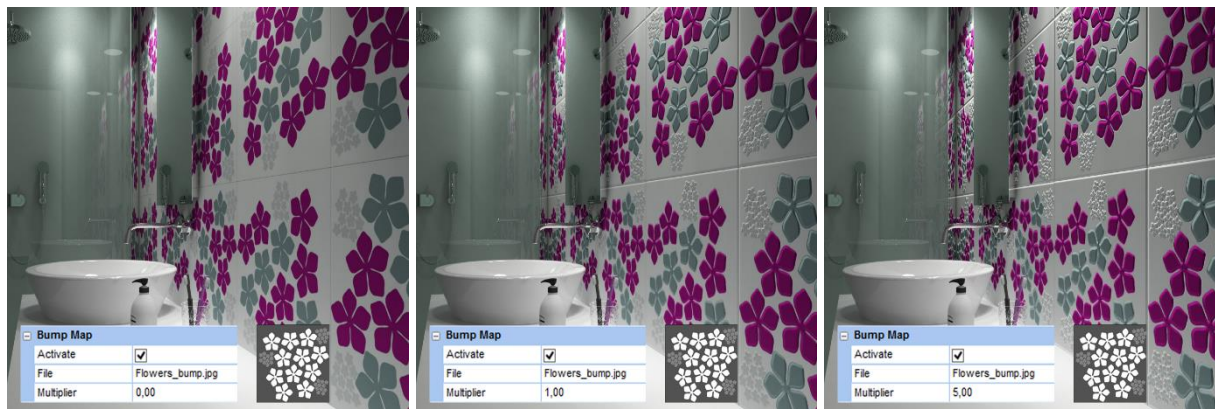 Bump Map
Activate
File Flowers_bump.jpg
Multiplier 0,00
Bump Map
Activate
File Flowers_bump.jpg
Multiplier 1,00
Bump Map
Activate
File Flowers_bump.jpg
Multiplier 5,00